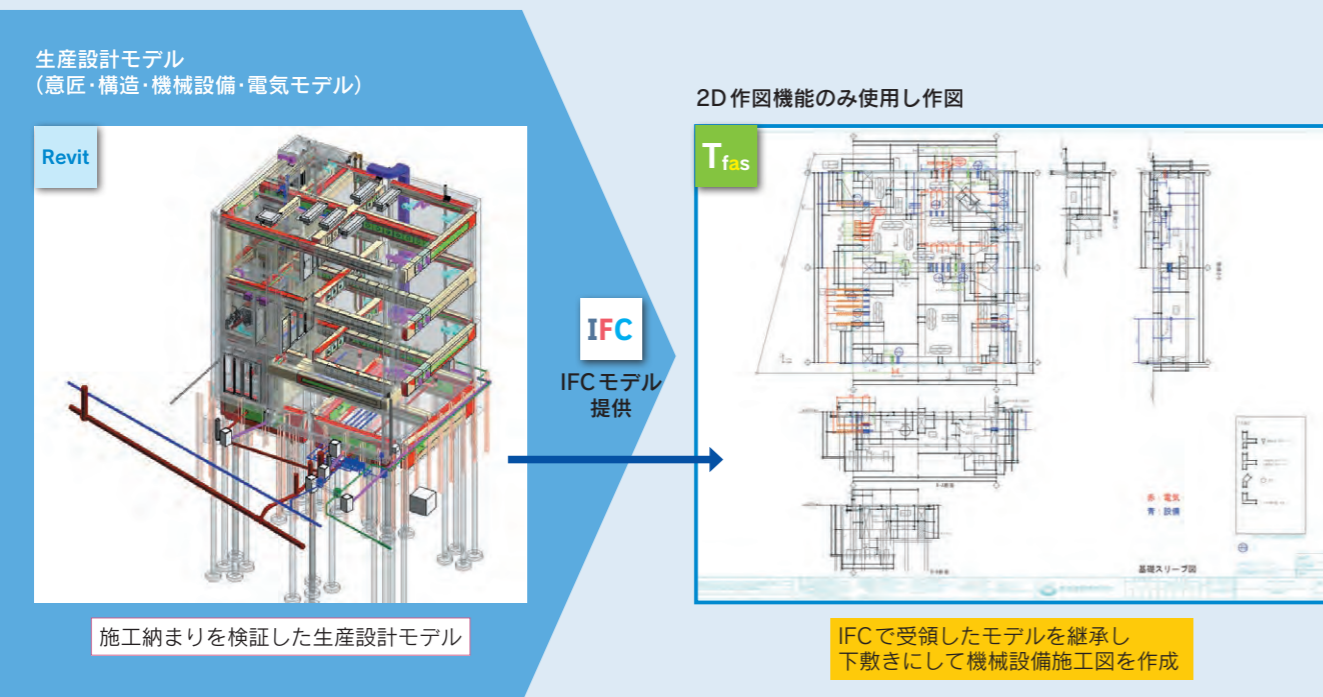 生産設計モデル
(意匠・構造・機械設備・電気モデル)
Revit
施工納まりを検証した生産設計モデル
IFC
IFCモデル
提供
2D作図機能のみ使用し作図
Tfas
赤:電気
青:設備
基礎スリーブ図
IFCで受領したモデルを継承し
下敷きにして機械設備施工図を作成